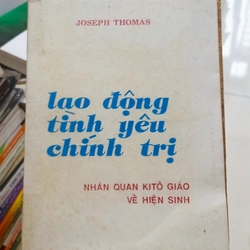 JOSEPH THOMAS
lao động
tình yêu
chính trị
NHÂN QUAN KITÔ GIÁO
VỀ HIỆN SINH